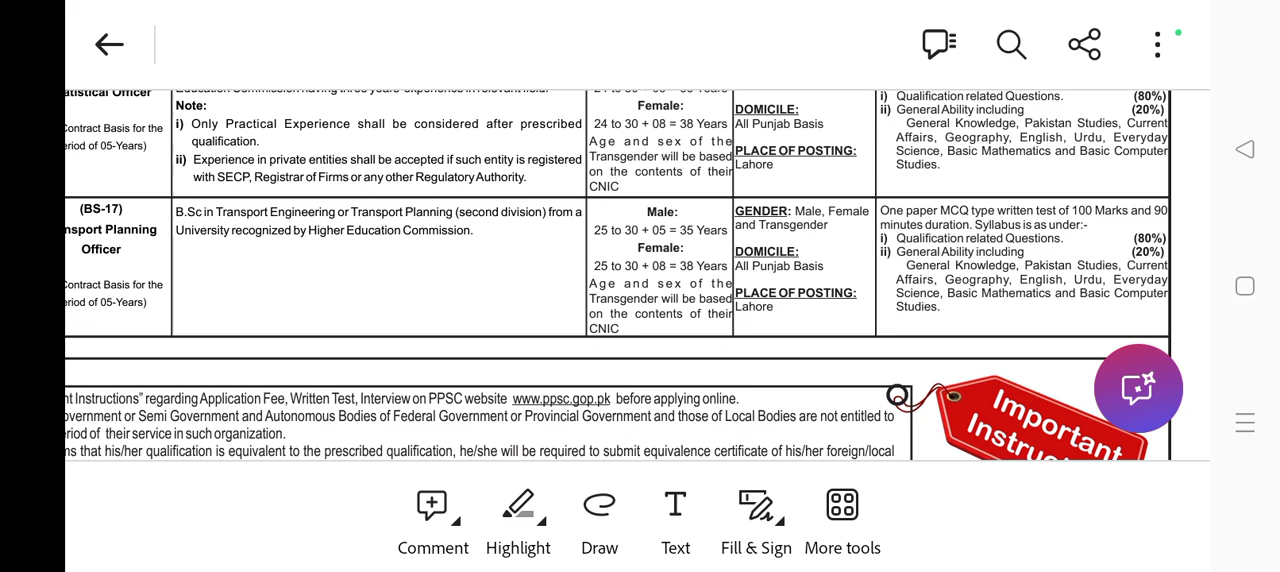 atistical Officer
Contract Basis for the
eriod of 05-Years)
Education Commission having three years' experience in relevant field.
Note:
i) Only Practical Experience shall be considered after prescribed
qualification.
ii) Experience in private entities shall be accepted if such entity is registered
with SECP, Registrar of Firms or any other Regulatory Authority.
Female:
24 to 30 + 08 = 38 Years
Age and sex of the
Transgender will be based
on the contents of their
CNIC
DOMICILE:
All Punjab Basis
PLACE OF POSTING:
Lahore
i) Qualification related Questions. (80%)
ii) General Ability including (20%)
General Knowledge, Pakistan Studies, Current
Affairs, Geography, English, Urdu, Everyday
Science, Basic Mathematics and Basic Computer
Studies.
(BS-17)
nsport Planning
Officer
Contract Basis for the
eriod of 05-Years)
B.Sc in Transport Engineering or Transport Planning (second division) from a
University recognized by Higher Education Commission.
Male:
25 to 30 + 05 = 35 Years
Female:
25 to 30 + 08 = 38 Years
Age and sex of the
Transgender will be based
on the contents of their
CNIC
GENDER: Male, Female
and Transgender
DOMICILE:
All Punjab Basis
PLACE OF POSTING:
Lahore
One paper MCQ type written test of 100 Marks and 90
minutes duration. Syllabus is as under:-
i) Qualification related Questions. (80%)
ii) General Ability including (20%)
General Knowledge, Pakistan Studies, Current
Affairs, Geography, English, Urdu, Everyday
Science, Basic Mathematics and Basic Computer
Studies.
nt Instructions” regarding Application Fee, Written Test, Interview on PPSC website www.ppsc.gop.pk before applying online.
overnment or Semi Government and Autonomous Bodies of Federal Government or Provincial Government and those of Local Bodies are not entitled to
eriod of their service in such organization.
ms that his/her qualification is equivalent to the prescribed qualification, he/she will be required to submit equivalence certificate of his/her foreign/local
Important
Comment
Highlight
Draw
Text
Fill & Sign
More tools